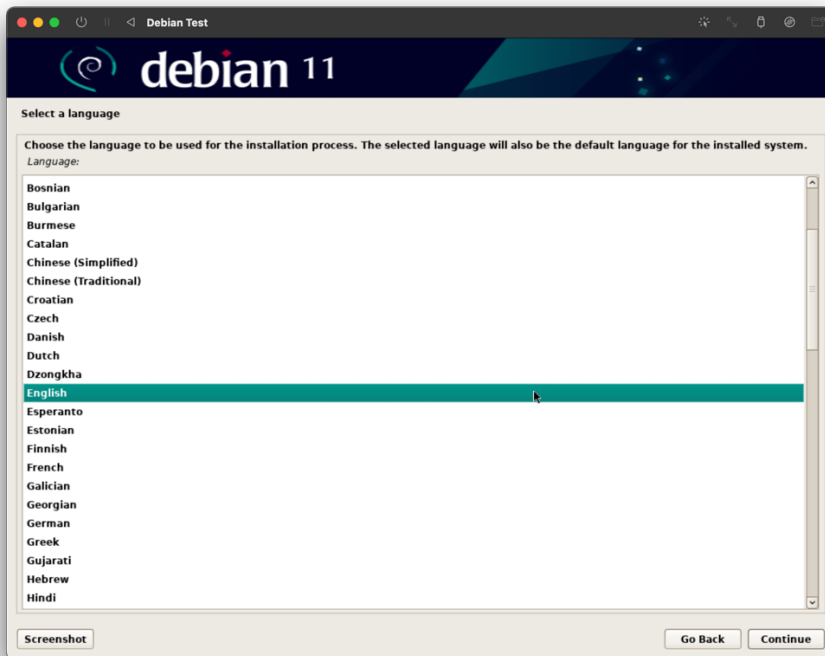 Debian Test
debian 11
Select a language
Choose the language to be used for the installation process. The selected language will also be the default language for the installed system.
Language:
Bosnian
Bulgarian
Burmese
Catalan
Chinese (Simplified)
Chinese (Traditional)
Croatian
Czech
Danish
Dutch
Dzongkha
English
Esperanto
Estonian
Finnish
French
Galician
Georgian
German
Greek
Gujarati
Hebrew
Hindi
Screenshot
Go Back
Continue